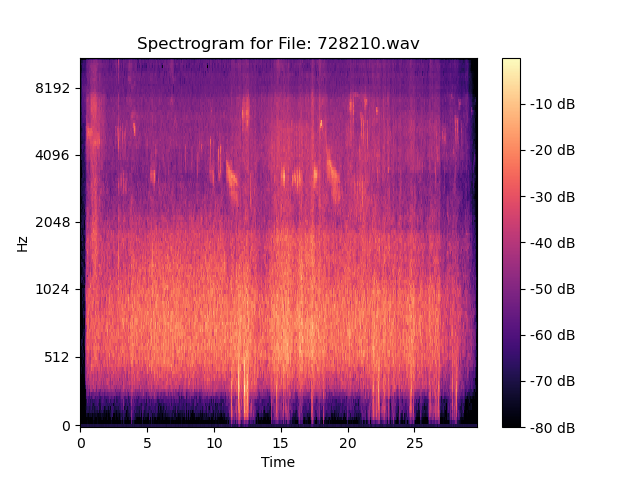 Spectrogram for File: 728210.wav
8192
4096
2048
1024
512
0
Hz
0 5 10 15 20 25
Time
-10 dB
-20 dB
-30 dB
-40 dB
-50 dB
-60 dB
-70 dB
-80 dB